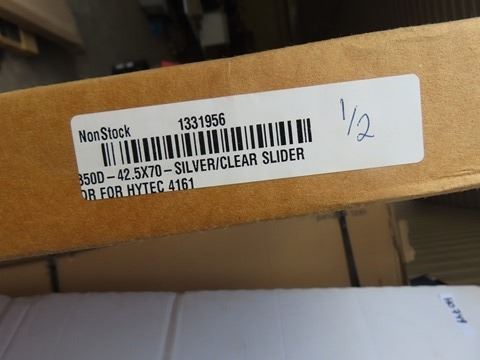 NonStock 1331956
1/2
350D-42.5X70-SILVER/CLEAR SLIDER
OR FOR HYTEC 4161